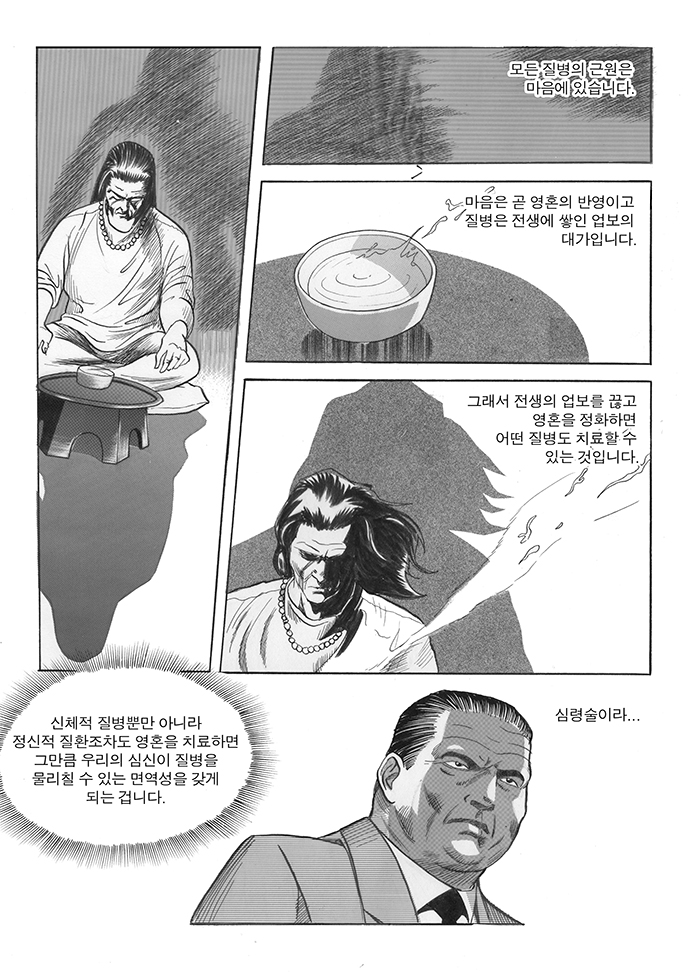 모든 질병의 근원은
마음에 있습니다.
마음은 곧 영혼의 반영이고
질병은 전생에 쌓인 업보의
대가입니다.
그래서 전생의 업보를 끊고
영혼을 정화하면
어떤 질병도 치료할 수
있는 것입니다.
신체적 질병뿐만 아니라
정신적 질환조차도 영혼을 치료하면
그만큼 우리의 심신이 질병을
물리칠 수 있는 면역성을 갖게
되는 겁니다.
심령술이라...